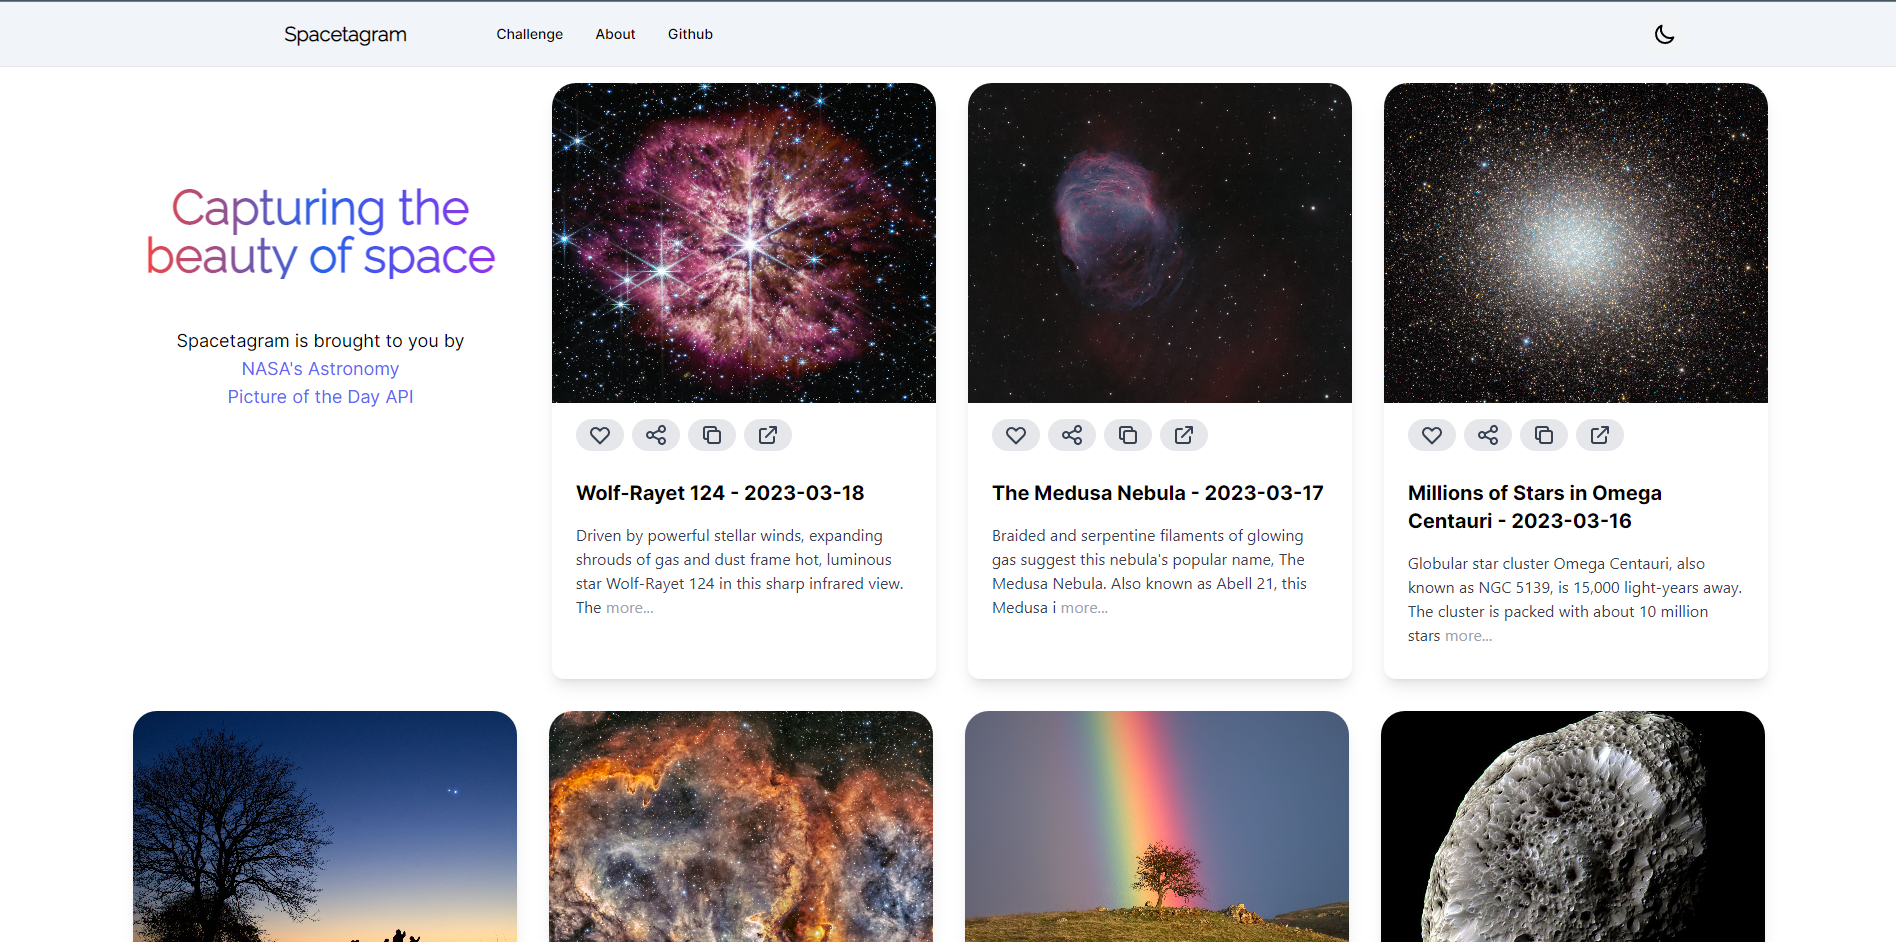 Spacetagram
Challenge
About
Github
Capturing the
beauty of space
Spacetagram is brought to you by
NASA's Astronomy
Picture of the Day API
Wolf-Rayet 124 - 2023-03-18
Driven by powerful stellar winds, expanding
shrouds of gas and dust frame hot, luminous
star Wolf-Rayet 124 in this sharp infrared view.
The more...
The Medusa Nebula - 2023-03-17
Braided and serpentine filaments of glowing
gas suggest this nebula's popular name, The
Medusa Nebula. Also known as Abell 21, this
Medusa i more...
Millions of Stars in Omega
Centauri - 2023-03-16
Globular star cluster Omega Centauri, also
known as NGC 5139, is 15,000 light-years away.
The cluster is packed with about 10 million
stars more...